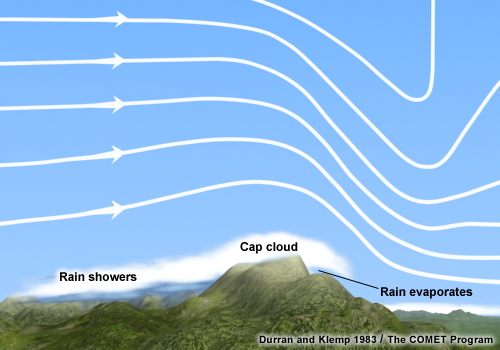 Cap cloud
Rain showers
Rain evaporates
Durran and Klemp 1983 / The COMET Program